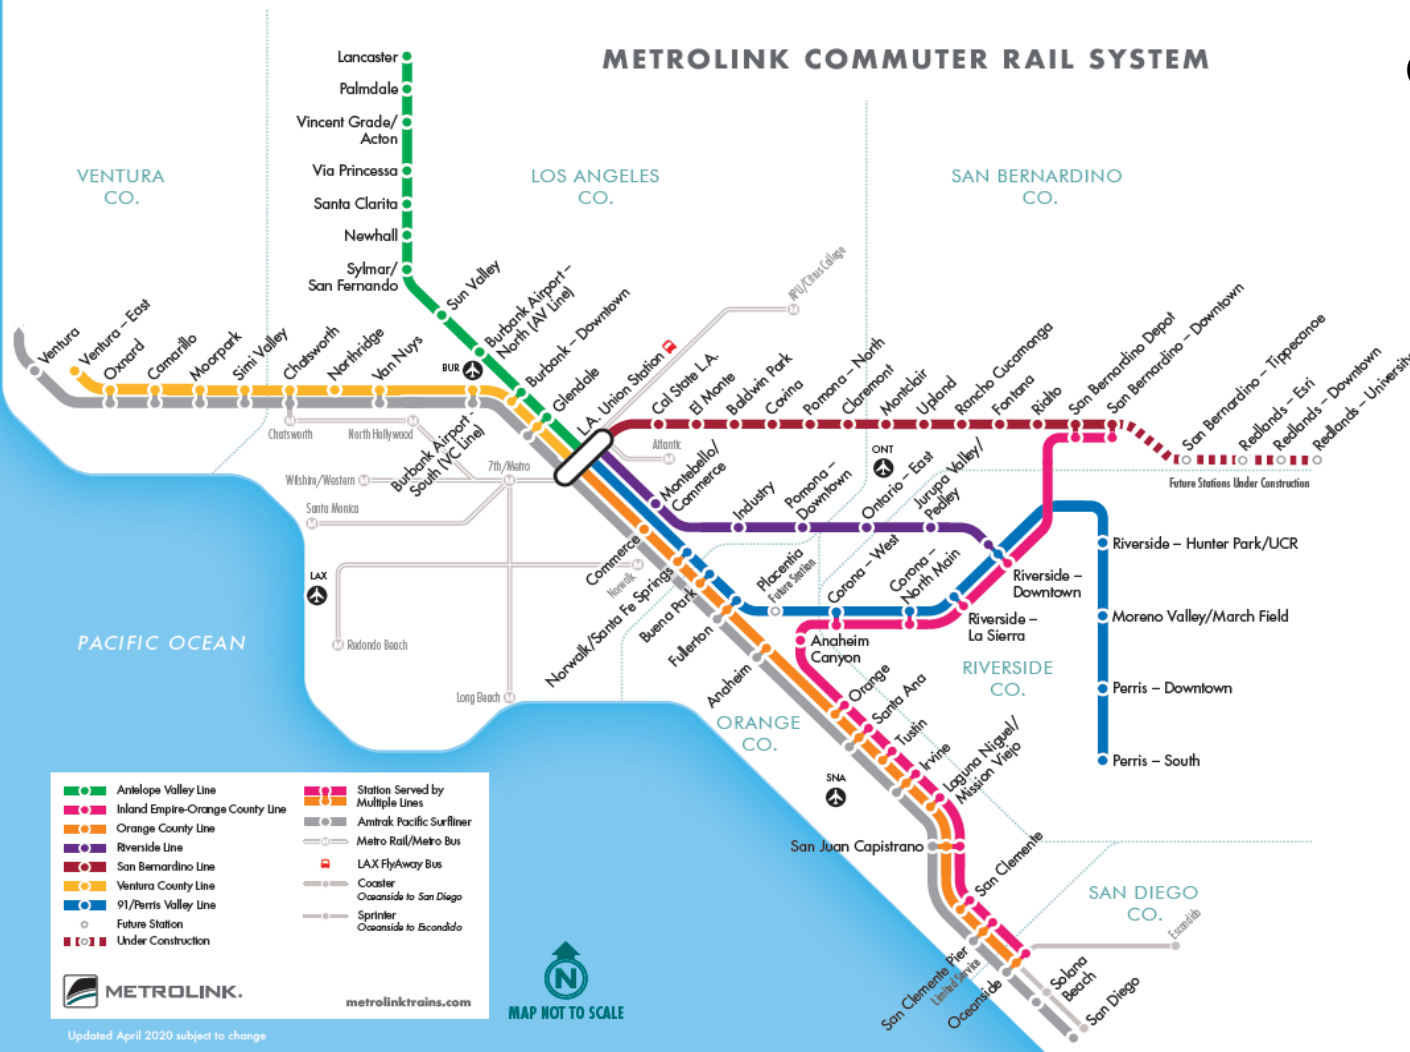 METROLINK COMMUTER RAIL SYSTEM
VENTURA
CO.
LOS ANGELES
CO.
SAN BERNARDINO
CO.
Lancaster
Palmdale
Vincent Grade/
Acton
Via Princessa
Santa Clarita
Newhall
Sylmar/
San Fernando
Sun Valley
Burbank Airport –
North (AV Line)
Burbank – Downtown
Glendale
L.A. Union Station
APU/Citrus College
Ventura
Ventura – East
Oxnard
Camarillo
Moorpark
Simi Valley
Chatsworth
Northridge
Van Nuys
BUR
Burbank Airport -
South (VC Line)
Chatsworth
North Hollywood
Wilshire/Western
7th/Metro
Santa Monica
Atlantic
Cal State L.A.
El Monte
Baldwin Park
Covina
Pomona – North
Claremont
Montclair
Upland
Rancho Cucamonga
Fontana
Rialto
San Bernardino Depot
San Bernardino – Downtown
San Bernardino – Tippecanoe
Redlands – Esri
Redlands – Downtown
Redlands – University
Future Stations Under Construction
ONT
Montebello/
Commerce
Industry
Pomona –
Downtown
Ontario – East
Jurupa Valley/
Pedley
Commerce
Norwalk
Norwalk/Santa Fe Springs
Buena Park
Fullerton
Anaheim
Placentia
Future Station
Corona – West
Corona –
North Main
Riverside –
Downtown
Riverside –
La Sierra
Riverside – Hunter Park/UCR
Moreno Valley/March Field
Perris – Downtown
Perris – South
RIVERSIDE
CO.
LAX
Redondo Beach
Long Beach
PACIFIC OCEAN
Anaheim
Canyon
Orange
Santa Ana
Tustin
Irvine
Laguna Niguel/
Mission Viejo
ORANGE
CO.
SNA
San Juan Capistrano
San Clemente
San Clemente Pier
Limited Service
Oceanside
SAN DIEGO
CO.
Escondido
Solana
Beach
San Diego
Antelope Valley Line
Inland Empire-Orange County Line
Orange County Line
Riverside Line
San Bernardino Line
Ventura County Line
91/Perris Valley Line
Future Station
Under Construction
Station Served by
Multiple Lines
Amtrak Pacific Surfliner
M Metro Rail/Metro Bus
LAX FlyAway Bus
Coaster
Oceanside to San Diego
Sprinter
Oceanside to Escondido
METROLINK.
metrolinktrains.com
N
MAP NOT TO SCALE
Updated April 2020 subject to change